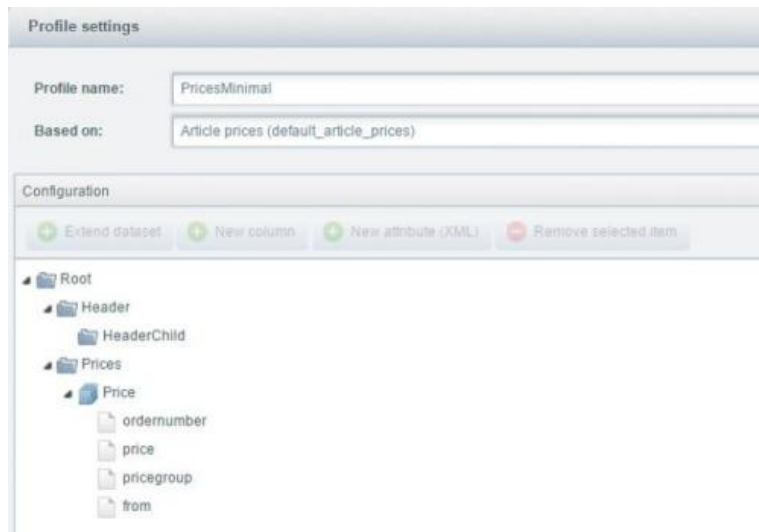 Profile settings
Profile name: PricesMinimal
Based on: Article prices (default_article_prices)
Configuration
Extend dataset New column New attribute (XML) Remove selected item
Root
Header
HeaderChild
Prices
Price
ordernumber
price
pricegroup
from